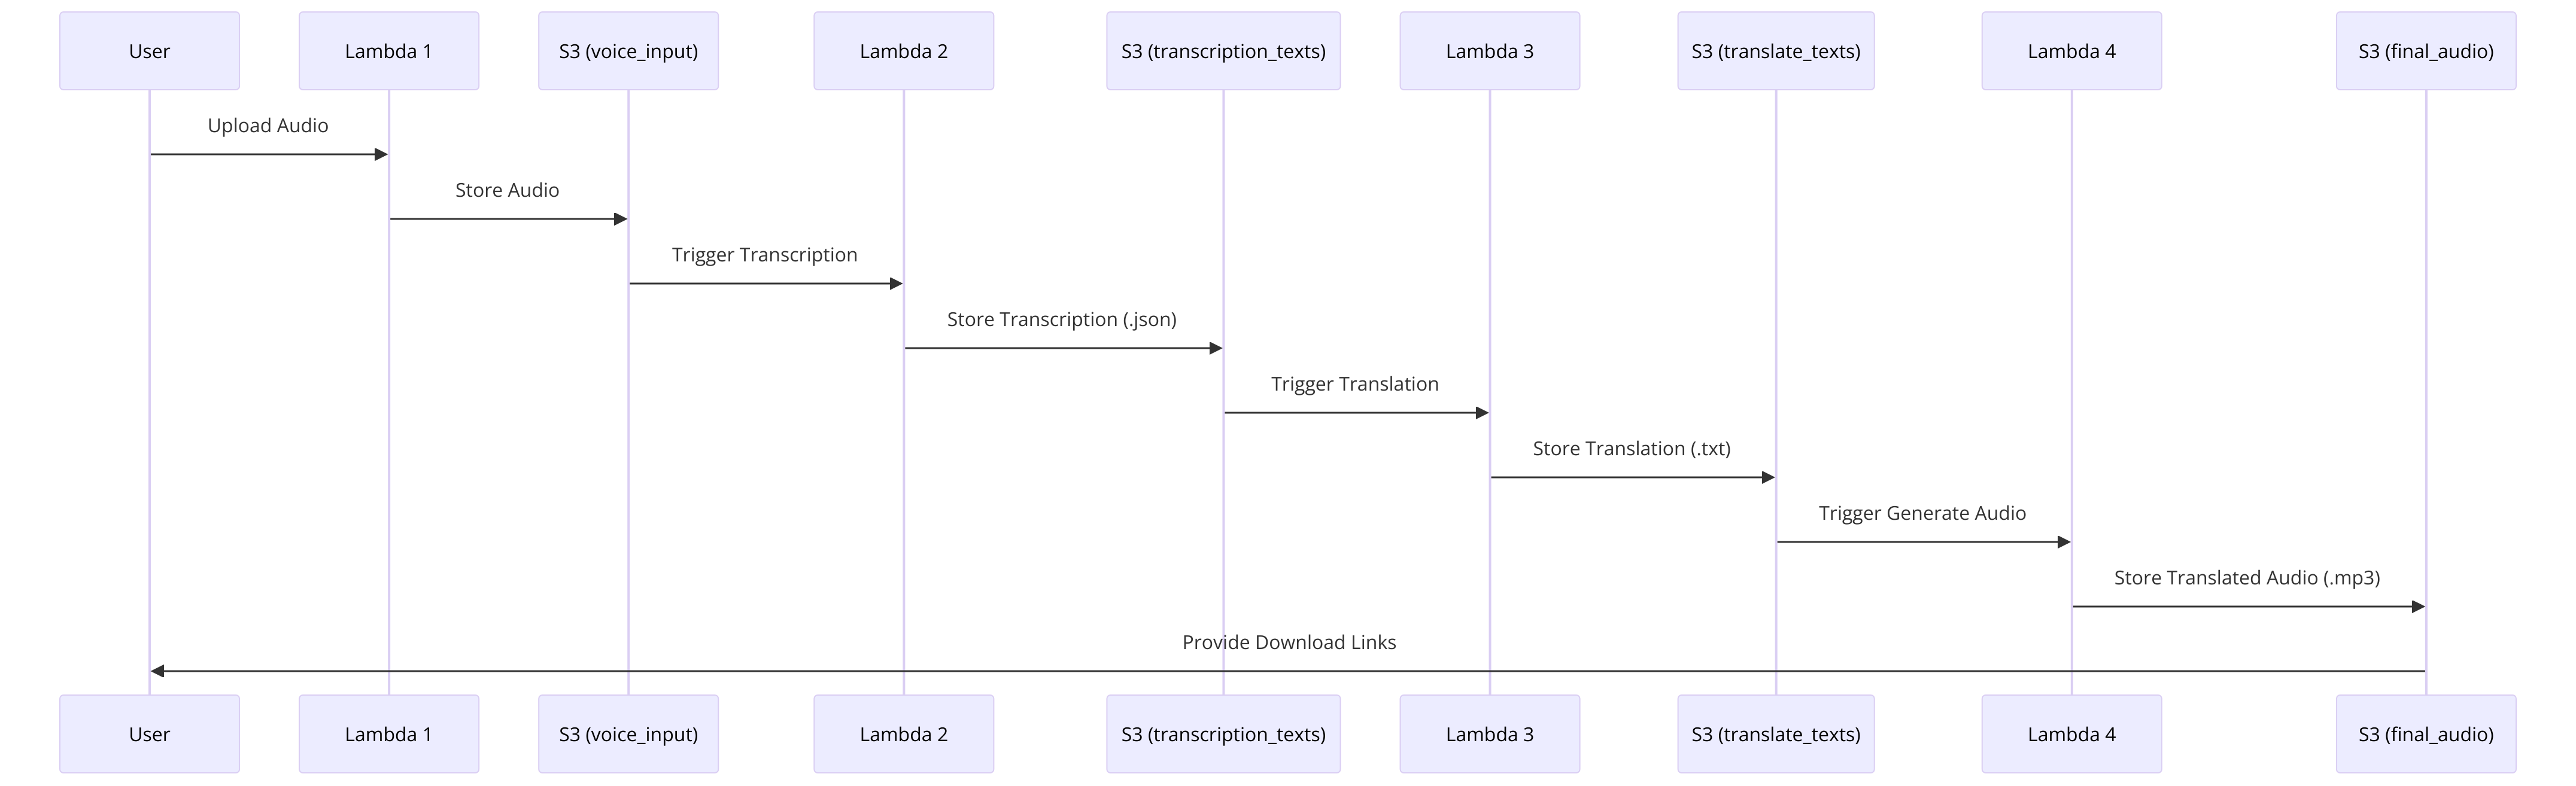 User
Lambda 1
S3 (voice_input)
Lambda 2
S3 (transcription_texts)
Lambda 3
S3 (translate_texts)
Lambda 4
S3 (final_audio)
Upload Audio
Store Audio
Trigger Transcription
Store Transcription (.json)
Trigger Translation
Store Translation (.txt)
Trigger Generate Audio
Store Translated Audio (.mp3)
Provide Download Links
User
Lambda 1
S3 (voice_input)
Lambda 2
S3 (transcription_texts)
Lambda 3
S3 (translate_texts)
Lambda 4
S3 (final_audio)